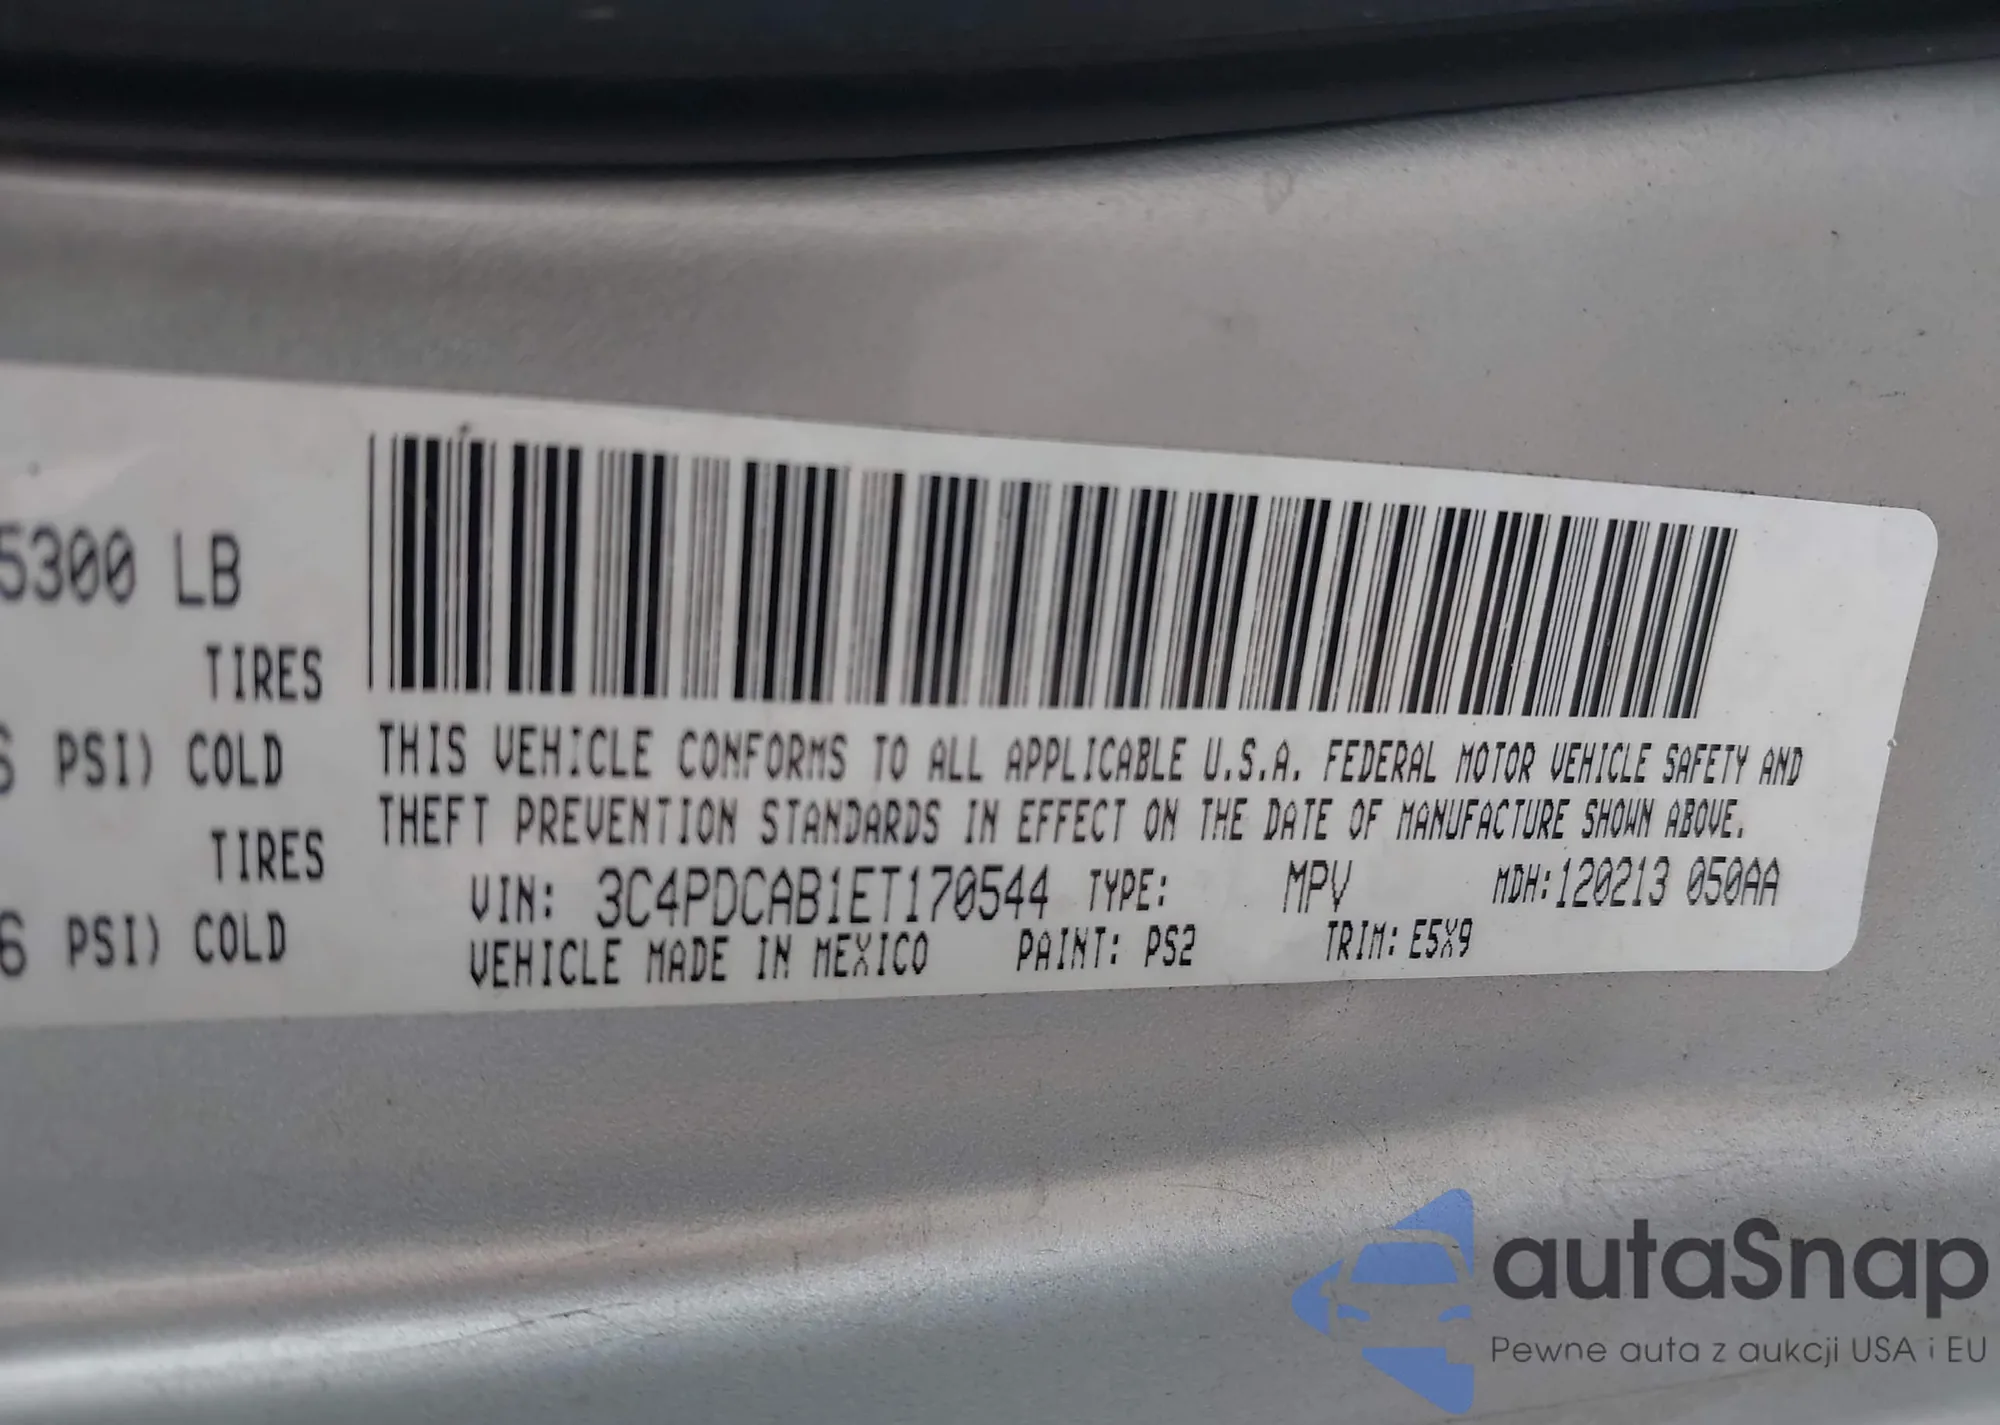 5300 LB
TIRES
PSI) COLD
TIRES
6 PSI) COLD
THIS VEHICLE CONFORMS TO ALL APPLICABLE U.S.A. FEDERAL MOTOR VEHICLE SAFETY AND
THEFT PREVENTION STANDARDS IN EFFECT ON THE DATE OF MANUFACTURE SHOWN ABOVE.
VIN: 3C4PDCAB1ET170544 TYPE: MPV MDH:120213 050AA
VEHICLE MADE IN MEXICO PAINT: PS2 TRIM: E5X9
autaSnap
Pewne auta z aukcji USA i EU